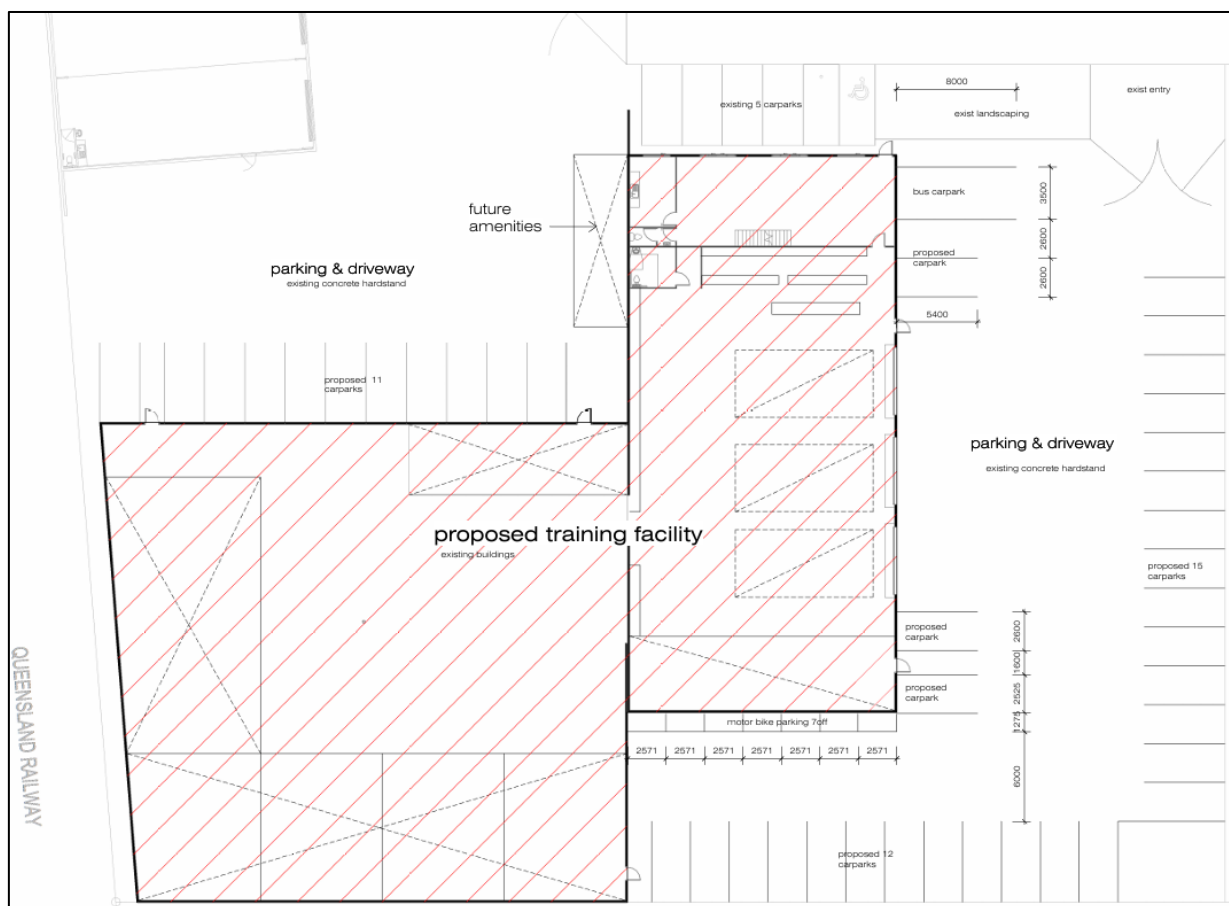 existing 5 carparks
8000
exist landscaping
exist entry
bus carpark
3500
future
amenities
2600
proposed
carpark
2600
parking & driveway
existing concrete hardstand
5400
proposed 11
carparks
parking & driveway
existing concrete hardstand
proposed training facility
existing buildings
proposed 15
carparks
proposed
carpark
2600
1600
proposed
carpark
2525
QUEENSLAND RAILWAY
motor bike parking 7off
1275
2571 2571 2571 2571 2571 2571 2571
6000
proposed 12
carparks